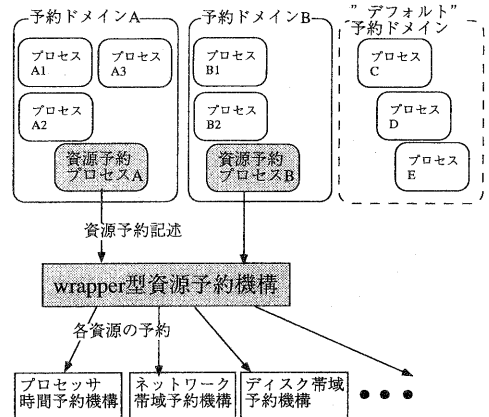 予約ドメインA
プロセス
A1
プロセス
A3
プロセス
A2
資源予約
プロセスA
予約ドメインB
プロセス
B1
プロセス
B2
資源予約
プロセスB
”デフォルト”
予約ドメイン
プロセス
C
プロセス
D
プロセス
E
資源予約記述
wrapper型資源予約機構
各資源の予約
プロセッサ
時間予約機構
ネットワーク
帯域予約機構
ディスク帯域
予約機構